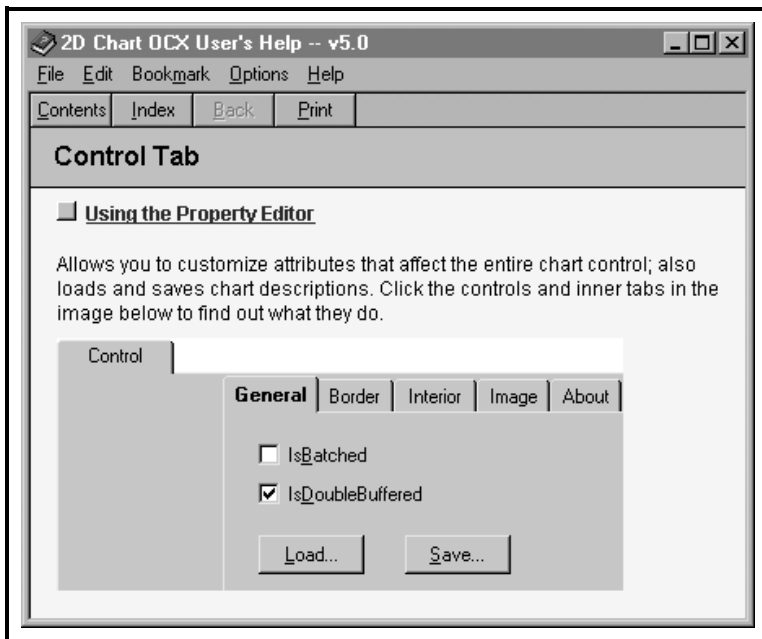 2D Chart OCX User's Help -- v5.0
File Edit Bookmark Options Help
Contents Index Back Print
Control Tab
Using the Property Editor
Allows you to customize attributes that affect the entire chart control; also
loads and saves chart descriptions. Click the controls and inner tabs in the
image below to find out what they do.
Control
General Border Interior Image About
IsBatched
IsDoubleBuffered
Load... Save...